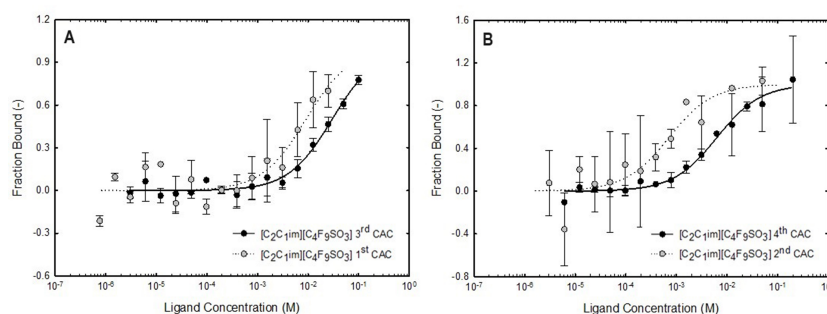 A
1.2
0.9
0.6
0.3
0.0
-0.3
-0.6
Fraction Bound (-)
[C₂C₁im][C₄F₉SO₃] 3ʳᵈ CAC
[C₂C₁im][C₄F₉SO₃] 1ˢᵗ CAC
10⁻⁷ 10⁻⁶ 10⁻⁵ 10⁻⁴ 10⁻³ 10⁻² 10⁻¹ 10⁰
Ligand Concentration (M)
B
1.6
1.2
0.8
0.4
0.0
-0.4
-0.8
Fraction Bound (-)
[C₂C₁im][C₄F₉SO₃] 4ᵗʰ CAC
[C₂C₁im][C₄F₉SO₃] 2ⁿᵈ CAC
10⁻⁷ 10⁻⁶ 10⁻⁵ 10⁻⁴ 10⁻³ 10⁻² 10⁻¹ 10⁰
Ligand Concentration (M)